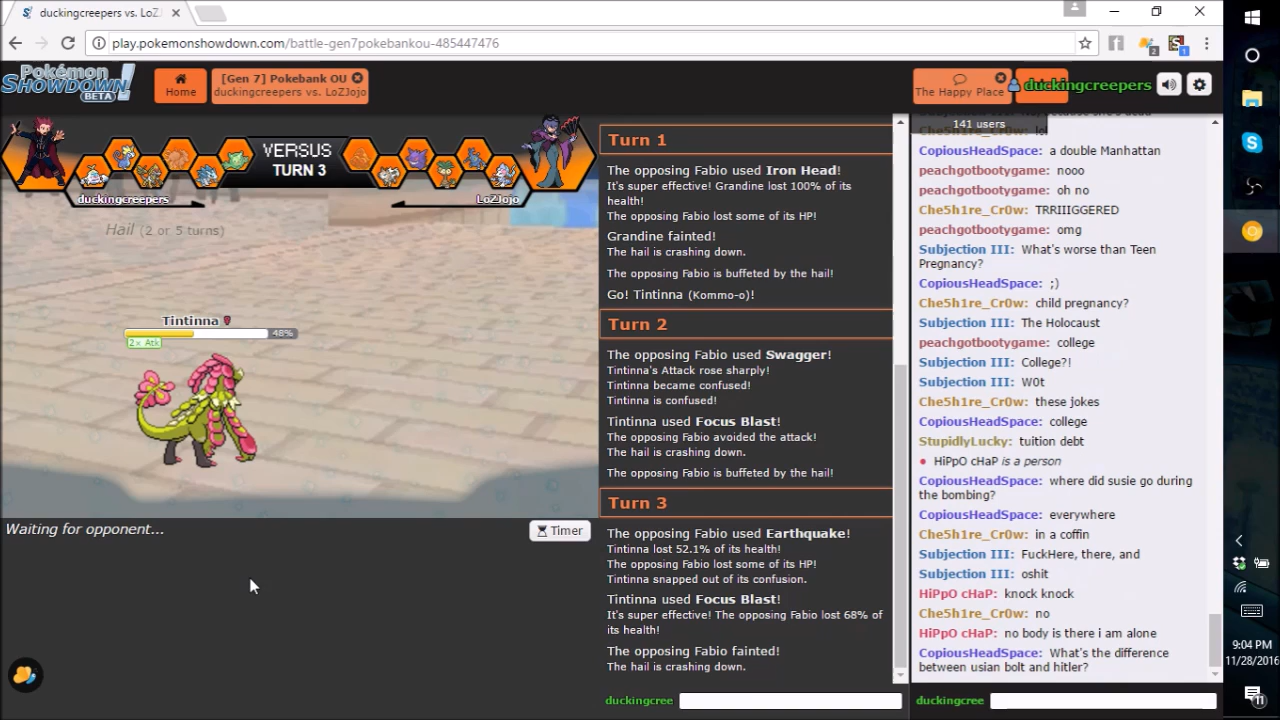 duckingcreepers vs. LoZJ
play.pokemonshowdown.com/battle-gen7pokebankou-485447476
2
1
Pokémon
SHOWDOWN!
BETA
Home
[Gen 7] Pokebank OU
duckingcreepers vs. LoZJojo
The Happy Place
duckingcreepers
VERSUS
TURN 3
duckingcreepers
LoZJojo
Hail (2 or 5 turns)
Tintinna
48%
2x Atk
Waiting for opponent...
Timer
Turn 1
The opposing Fabio used Iron Head!
It's super effective! Grandine lost 100% of its
health!
The opposing Fabio lost some of its HP!
Grandine fainted!
The hail is crashing down.
The opposing Fabio is buffeted by the hail!
Go! Tintinna (Kommo-o)!
Turn 2
The opposing Fabio used Swagger!
Tintinna's Attack rose sharply!
Tintinna became confused!
Tintinna is confused!
Tintinna used Focus Blast!
The opposing Fabio avoided the attack!
The hail is crashing down.
The opposing Fabio is buffeted by the hail!
Turn 3
The opposing Fabio used Earthquake!
Tintinna lost 52.1% of its health!
The opposing Fabio lost some of its HP!
Tintinna snapped out of its confusion.
Tintinna used Focus Blast!
It's super effective! The opposing Fabio lost 68% of
its health!
The opposing Fabio fainted!
The hail is crashing down.
duckingcree
141 users
lol
CopiousHeadSpace: a double Manhattan
peachgotbootygame: nooo
peachgotbootygame: oh no
Che5h1re_Cr0w: TRRIIIGGERED
peachgotbootygame: omg
Subjection III: What's worse than Teen
Pregnancy?
CopiousHeadSpace: ;)
Che5h1re_Cr0w: child pregnancy?
Subjection III: The Holocaust
peachgotbootygame: college
Subjection III: College?!
Subjection III: W0t
Che5h1re_Cr0w: these jokes
CopiousHeadSpace: college
StupidlyLucky: tuition debt
• HiPpO cHaP is a person
CopiousHeadSpace: where did susie go during
the bombing?
CopiousHeadSpace: everywhere
Che5h1re_Cr0w: in a coffin
Subjection III: FuckHere, there, and
Subjection III: oshit
HiPpO cHaP: knock knock
Che5h1re_Cr0w: no
HiPpO cHaP: no body is there i am alone
CopiousHeadSpace: What's the difference
between usian bolt and hitler?
duckingcree
9:04 PM
11/28/2016
11